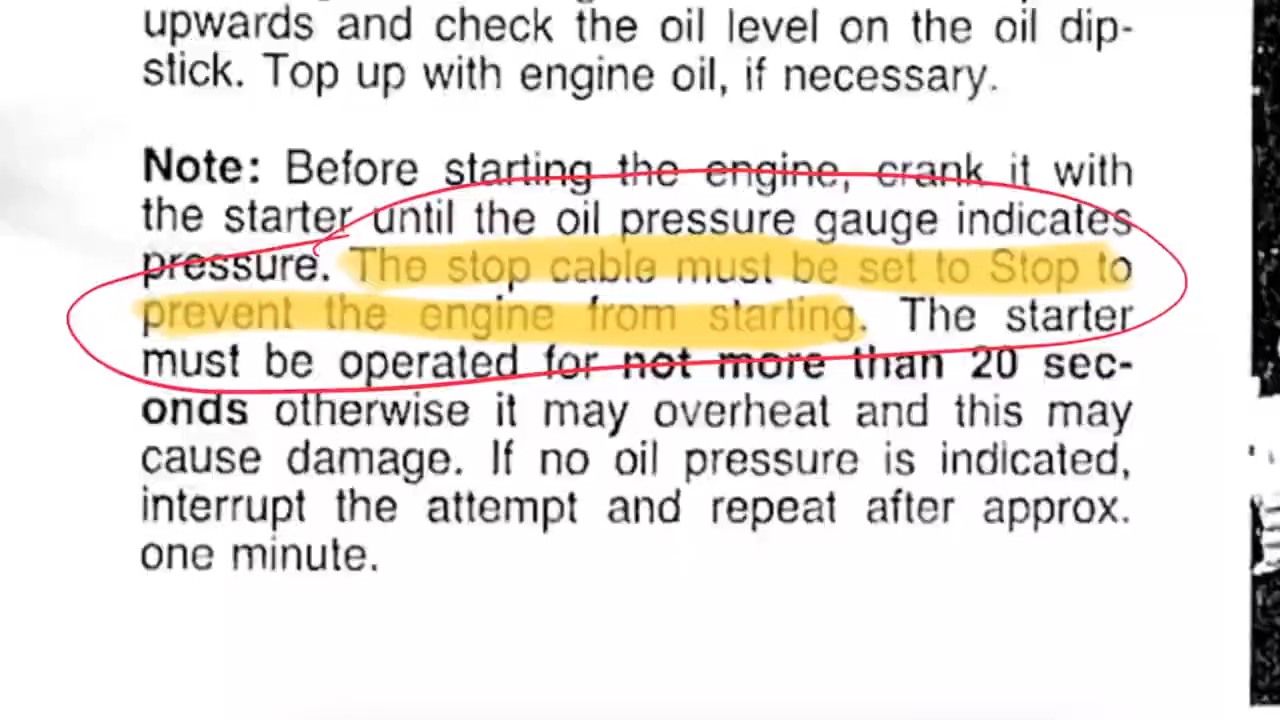 upwards and check the oil level on the oil dip-
stick. Top up with engine oil, if necessary.
Note: Before starting the engine, crank it with
the starter until the oil pressure gauge indicates
pressure. The stop cable must be set to Stop to
prevent the engine from starting. The starter
must be operated for not more than 20 sec-
onds otherwise it may overheat and this may
cause damage. If no oil pressure is indicated,
interrupt the attempt and repeat after approx.
one minute.